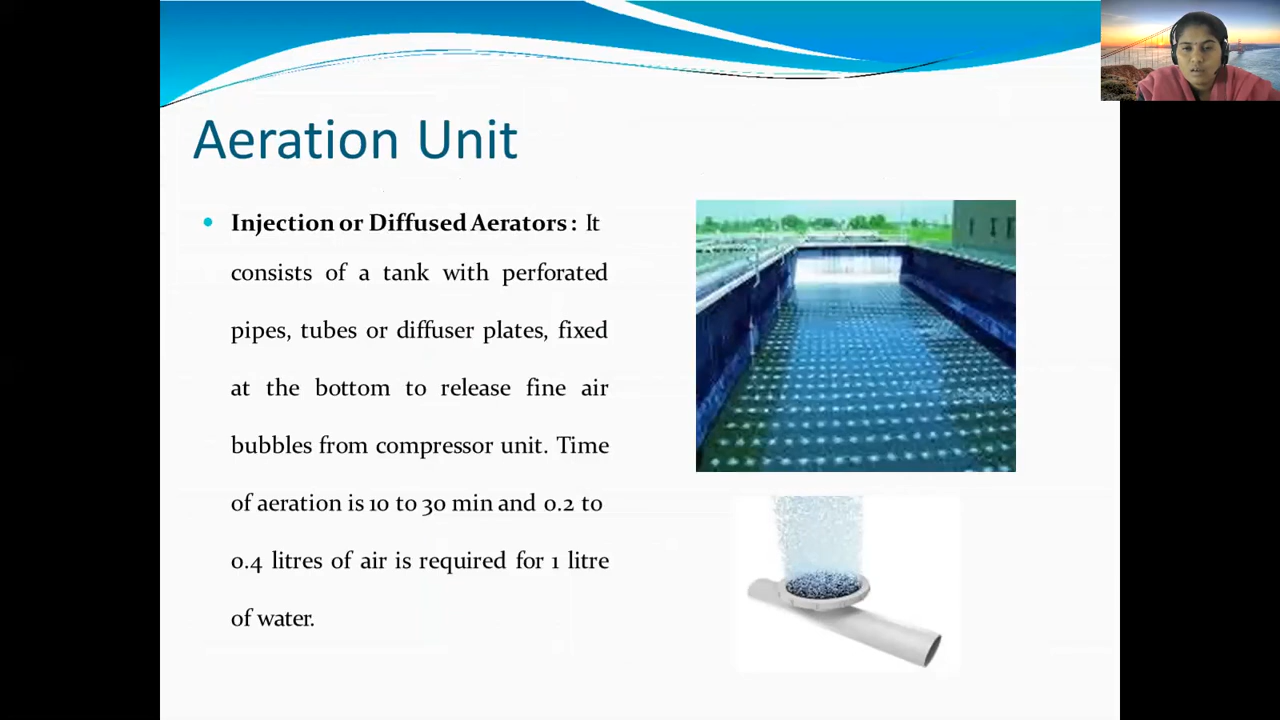 Aeration Unit
• Injection or Diffused Aerators : It
consists of a tank with perforated
pipes, tubes or diffuser plates, fixed
at the bottom to release fine air
bubbles from compressor unit. Time
of aeration is 10 to 30 min and 0.2 to
0.4 litres of air is required for 1 litre
of water.